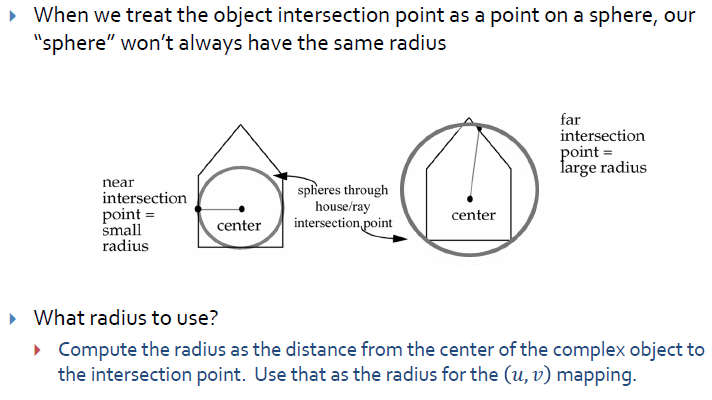 When we treat the object intersection point as a point on a sphere, our
“sphere” won’t always have the same radius
near
intersection
point =
small
radius
center
spheres through
house/ray
intersection point
center
far
intersection
point =
large radius
What radius to use?
Compute the radius as the distance from the center of the complex object to
the intersection point. Use that as the radius for the (u, v) mapping.